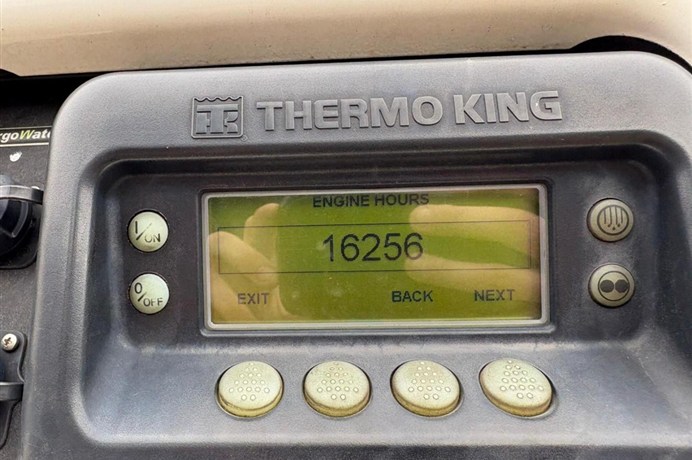 THERMO KING
ENGINE HOURS
16256
EXIT BACK NEXT
I/ON
0/OFF